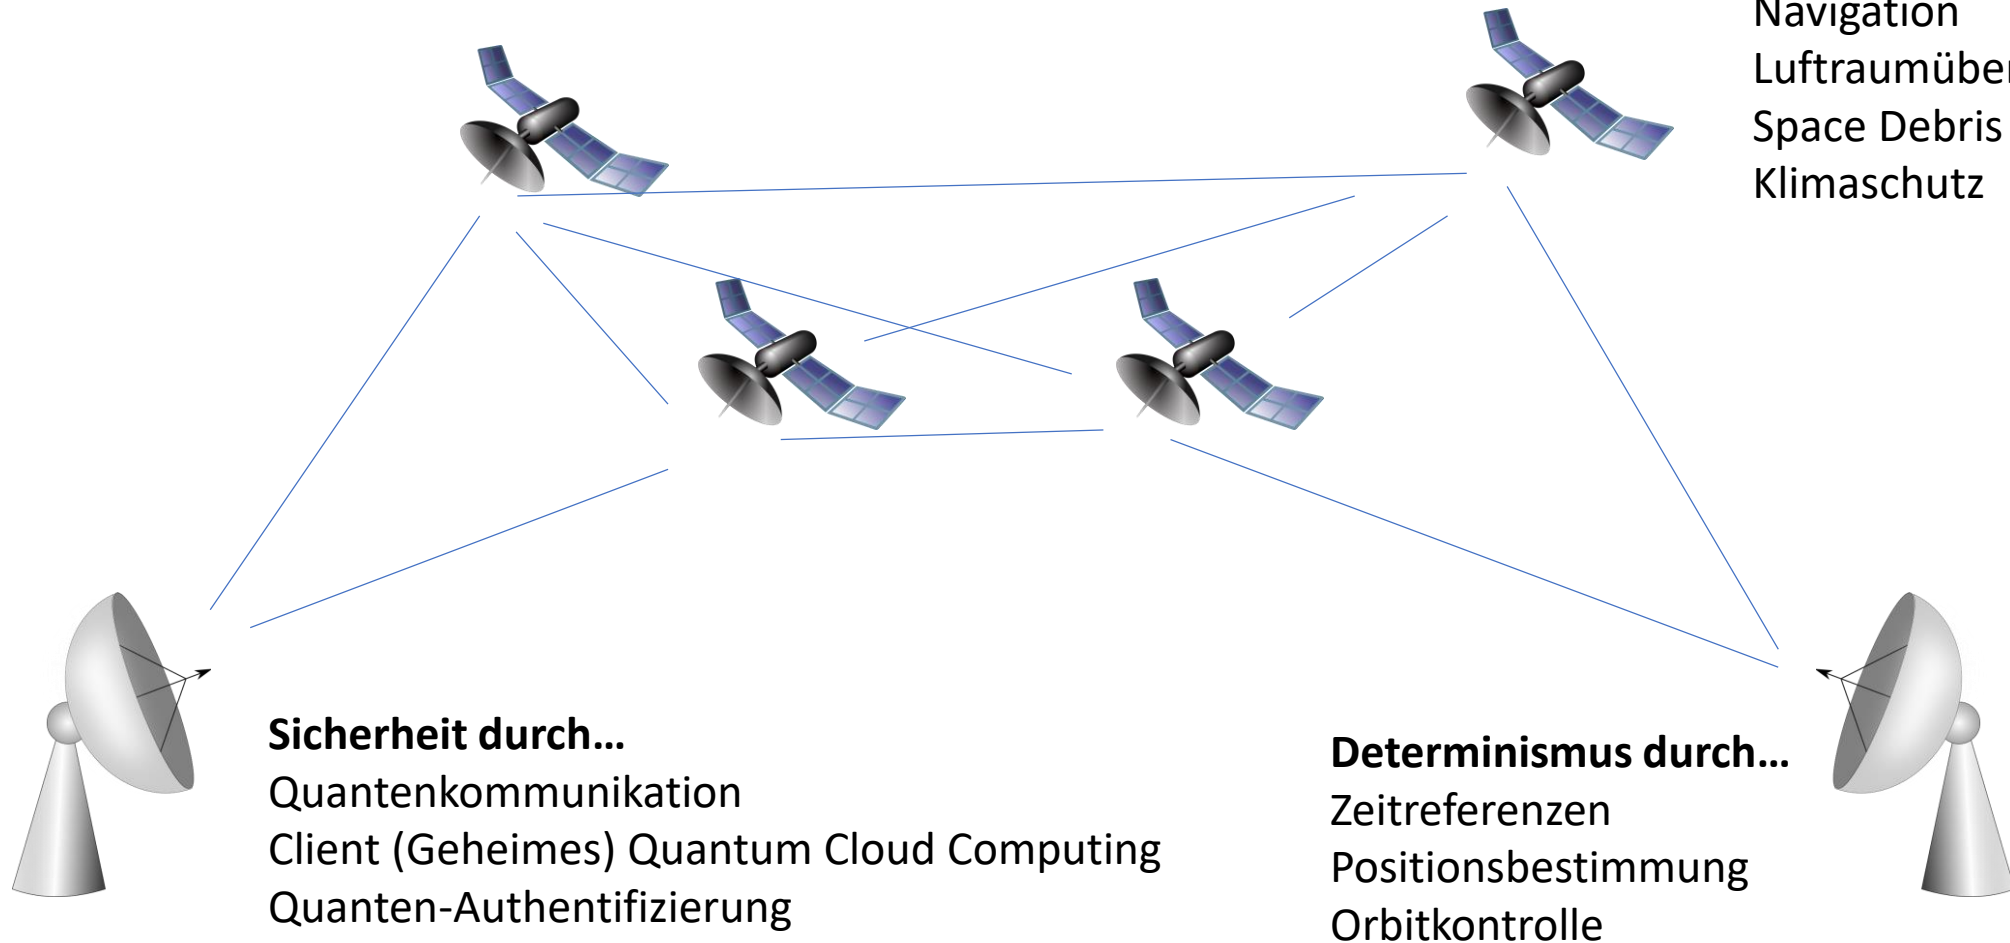 Navigation
Space Debris
Klimaschutz
Sicherheit durch...
Quantenkommunikation
Client (Geheimes) Quantum Cloud Computing
Quanten-Authentifizierung
Determinismus durch...
Zeitreferenzen
Positionsbestimmung
Orbitkontrolle